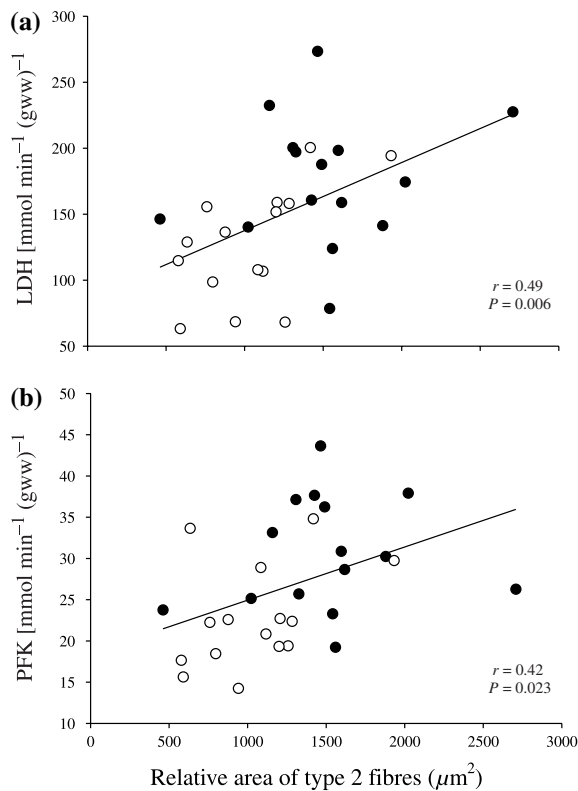 (a)
300
250
200
150
100
50
LDH [mmol min⁻¹ (gww)⁻¹
r = 0.49
P = 0.006
(b)
50
45
40
35
30
25
20
15
10
PFK [mmol min⁻¹ (gww)⁻¹
r = 0.42
P = 0.023
0 500 1000 1500 2000 2500 3000
Relative area of type 2 fibres (µm²)